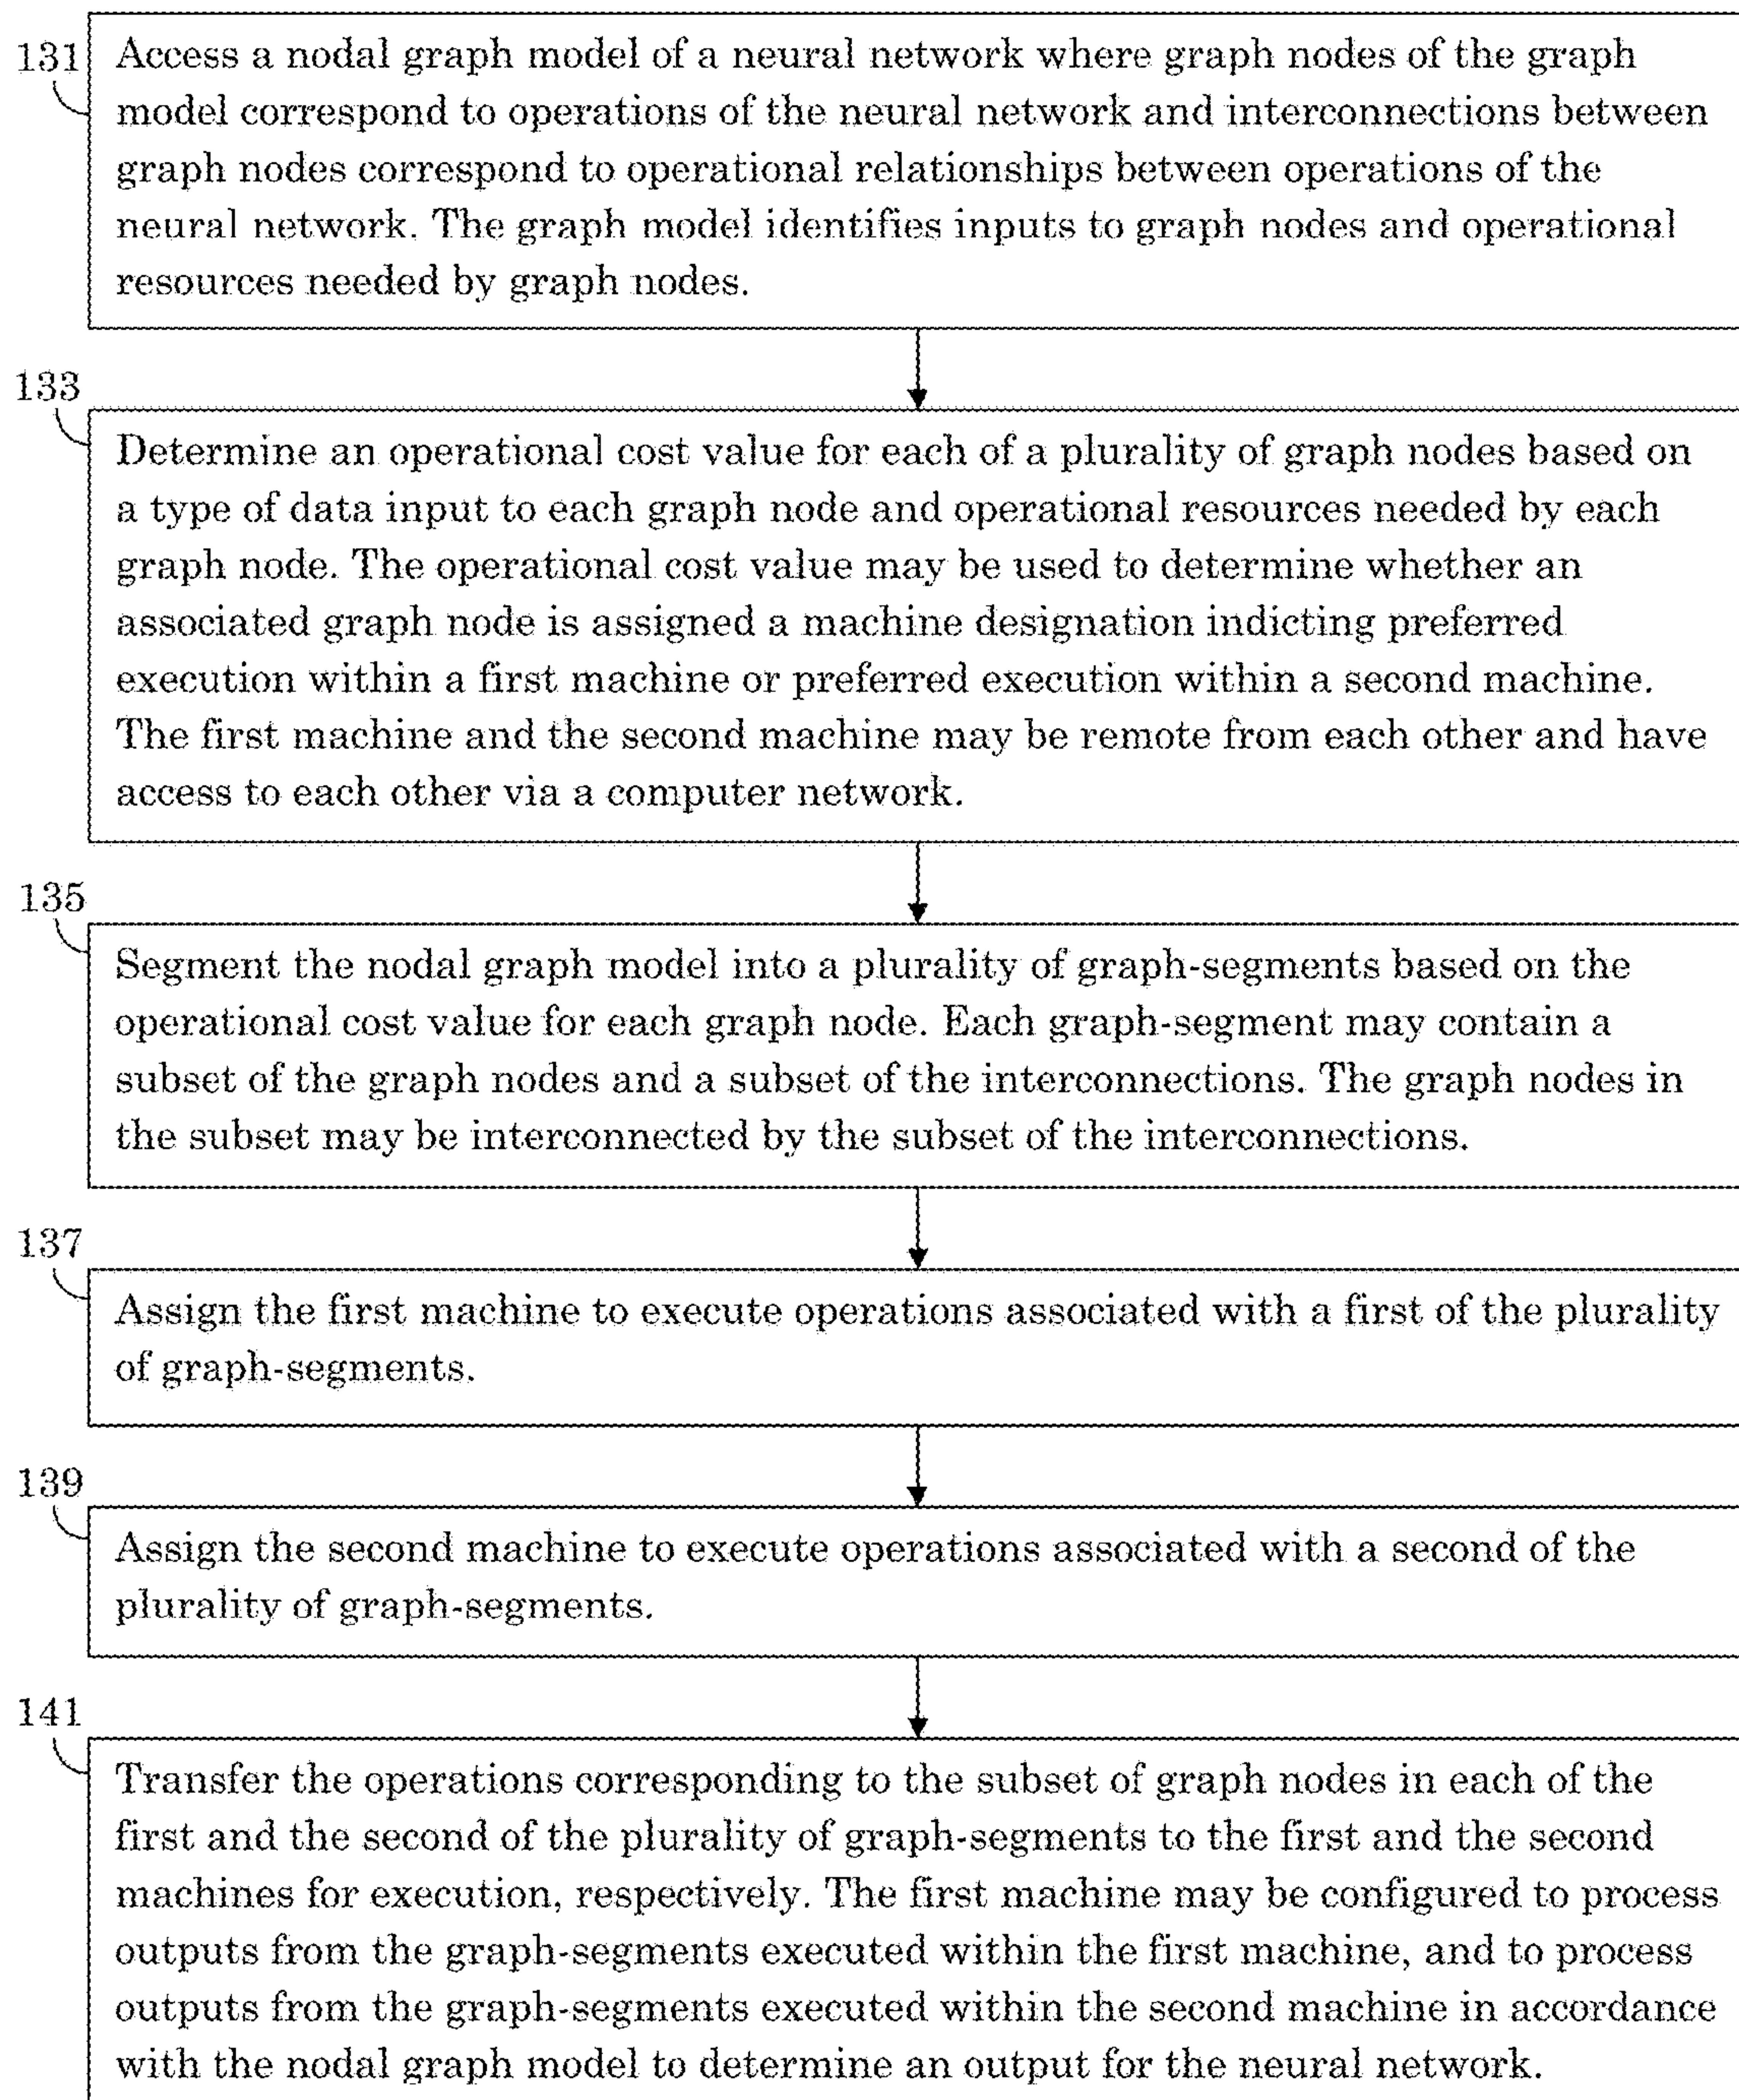 131
Access a nodal graph model of a neural network where graph nodes of the graph
model correspond to operations of the neural network and interconnections between
graph nodes correspond to operational relationships between operations of the
neural network. The graph model identifies inputs to graph nodes and operational
resources needed by graph nodes.
133
Determine an operational cost value for each of a plurality of graph nodes based on
a type of data input to each graph node and operational resources needed by each
graph node. The operational cost value may be used to determine whether an
associated graph node is assigned a machine designation indicting preferred
execution within a first machine or preferred execution within a second machine.
The first machine and the second machine may be remote from each other and have
access to each other via a computer network.
135
Segment the nodal graph model into a plurality of graph-segments based on the
operational cost value for each graph node. Each graph-segment may contain a
subset of the graph nodes and a subset of the interconnections. The graph nodes in
the subset may be interconnected by the subset of the interconnections.
137
Assign the first machine to execute operations associated with a first of the plurality
of graph-segments.
139
Assign the second machine to execute operations associated with a second of the
plurality of graph-segments.
141
Transfer the operations corresponding to the subset of graph nodes in each of the
first and the second of the plurality of graph-segments to the first and the second
machines for execution, respectively. The first machine may be configured to process
outputs from the graph-segments executed within the first machine, and to process
outputs from the graph-segments executed within the second machine in accordance
with the nodal graph model to determine an output for the neural network.